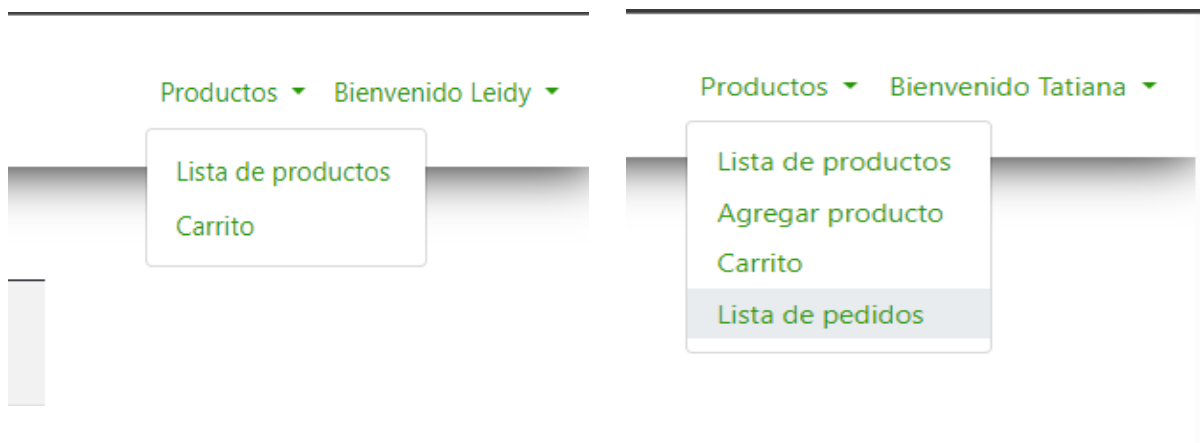 Productos Bienvenido Leidy
Lista de productos
Carrito
Productos Bienvenido Tatiana
Lista de productos
Agregar producto
Carrito
Lista de pedidos